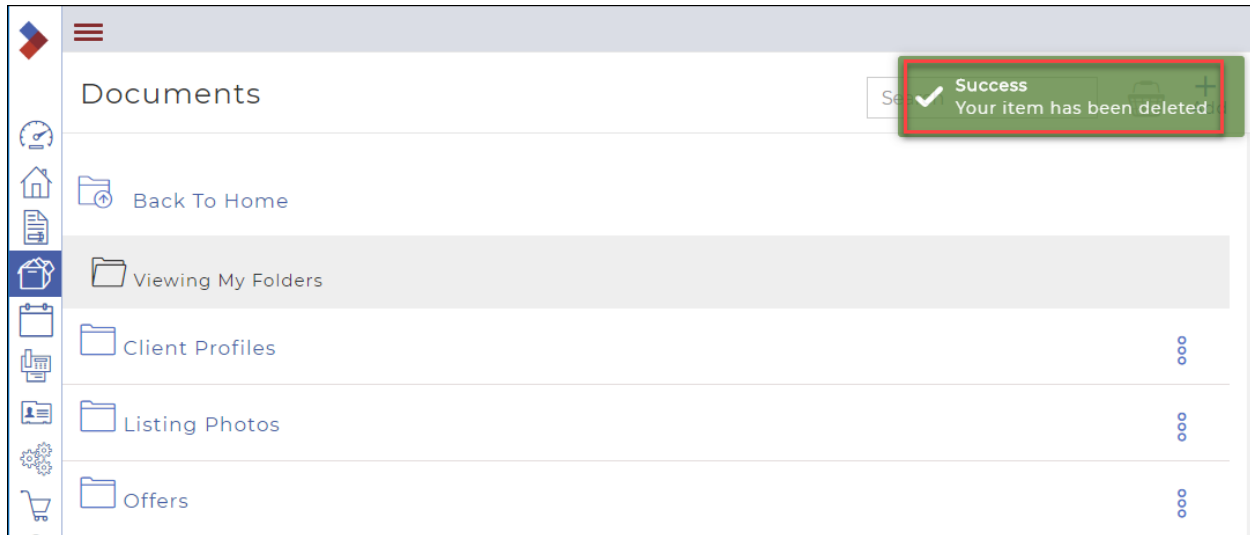 Documents
Success
Your item has been deleted
Back To Home
Viewing My Folders
Client Profiles
Listing Photos
Offers